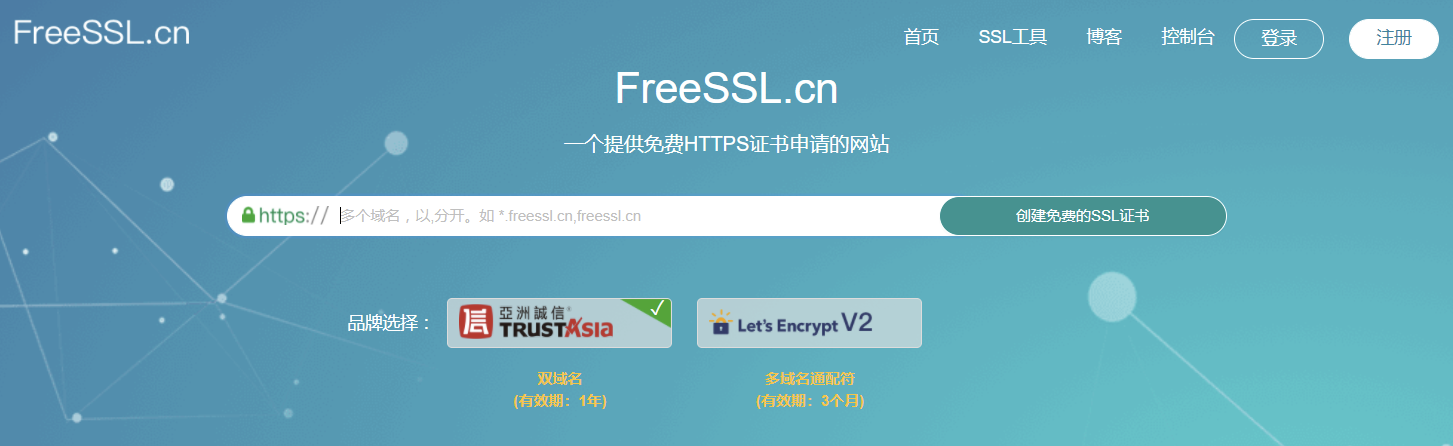 FreeSSL.cn
首页 SSL工具 博客 控制台 登录 注册
FreeSSL.cn
一个提供免费HTTPS证书申请的网站
https:// 多个域名，以,分开。如 *.freessl.cn,freessl.cn 创建免费的SSL证书
品牌选择： 亞洲誠信® TRUSTASIA Let's Encrypt V2
双域名 多域名通配符
(有效期：1年) (有效期：3个月)